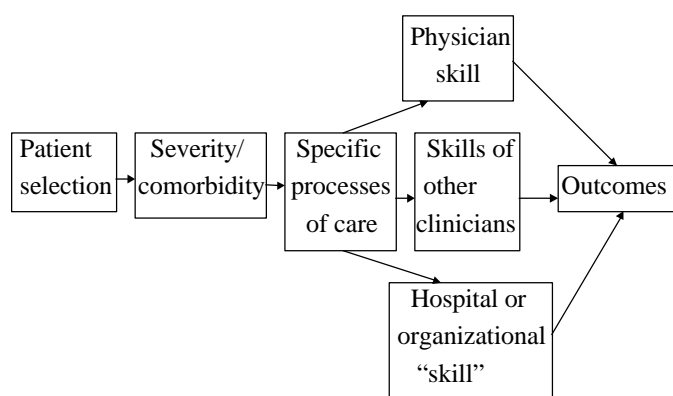 Physician
skill
Patient
selection
Severity/
comorbidity
Specific
processes
of care
Skills of
other
clinicians
Outcomes
Hospital or
organizational
“skill”